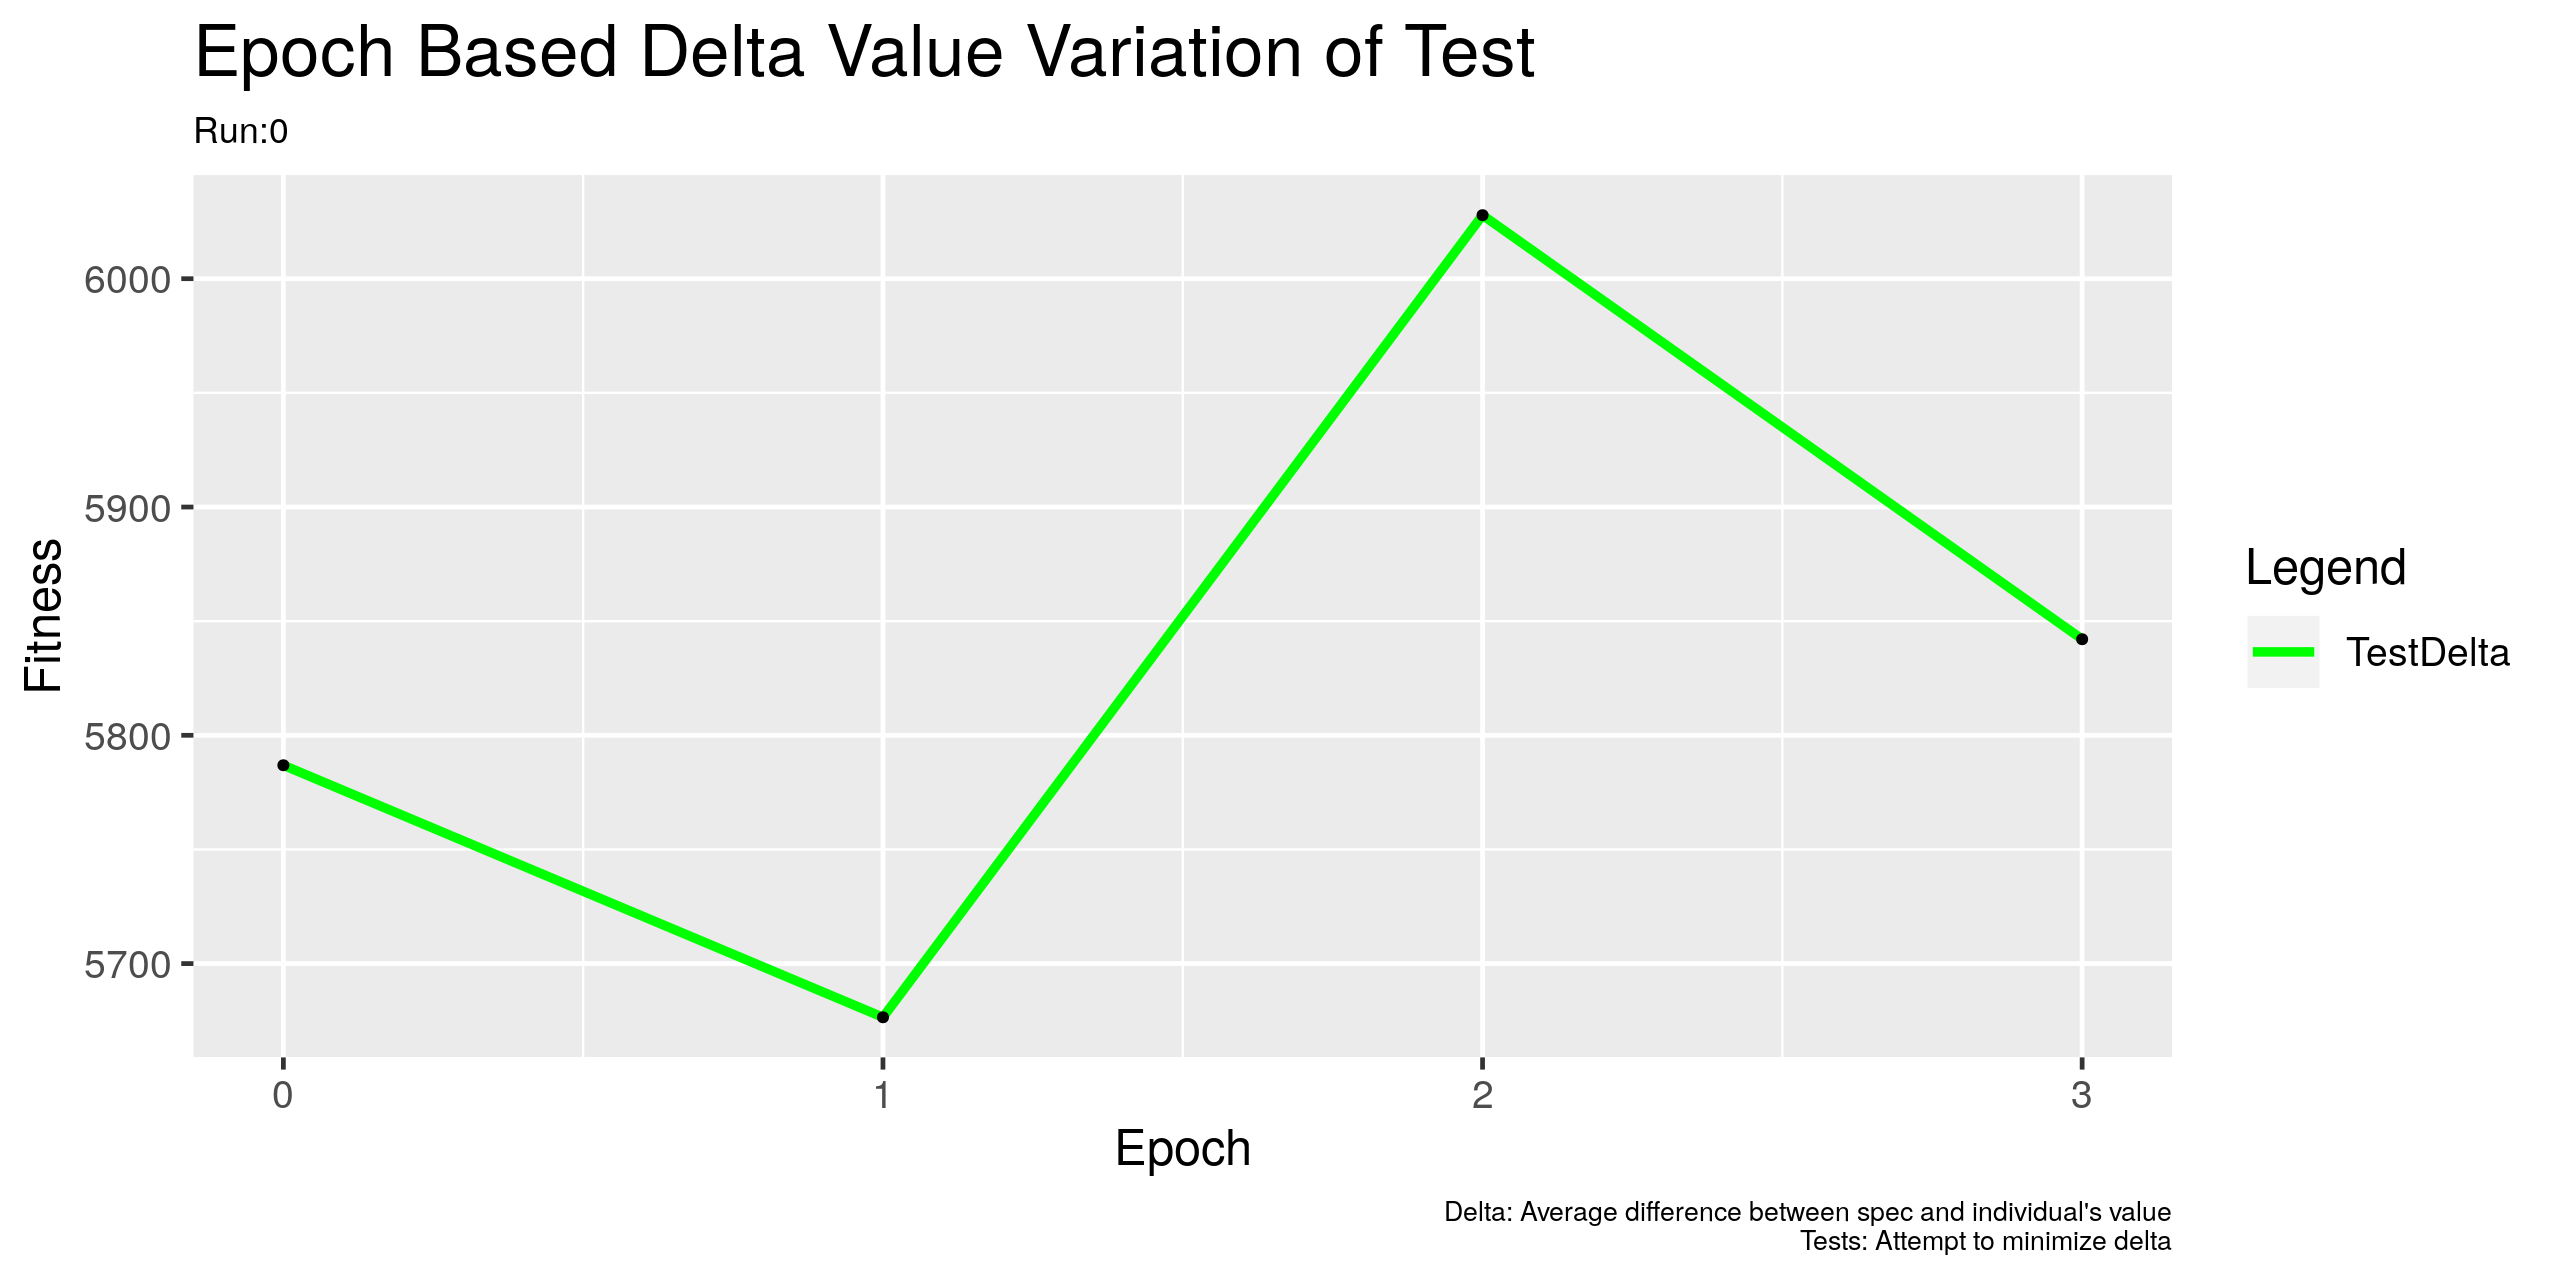 Epoch Based Delta Value Variation of Test
Run:0
6000
5900
5800
5700
Fitness
0 1 2 3
Epoch
Legend
TestDelta
Delta: Average difference between spec and individual's value
Tests: Attempt to minimize delta